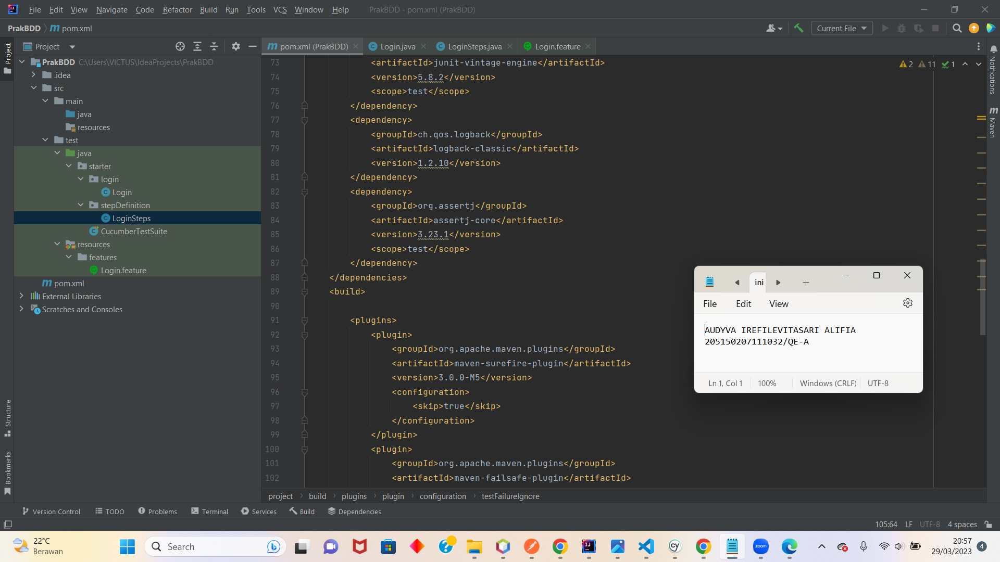 File Edit View Navigate Code Refactor Build Run Tools VCS Window Help PrakBDD - pom.xml (PrakBDD)
PrakBDD pom.xml Current File
Project
Project
pom.xml (PrakBDD) Login.java LoginSteps.java Login.feature
PrakBDD C:\Users\VICTUS\IdeaProjects\PrakBDD
.idea
src
main
java
resources
test
java
starter
login
Login
stepDefinition
LoginSteps
CucumberTestSuite
resources
features
Login.feature
pom.xml
External Libraries
Scratches and Consoles
2 11 1
73 <artifactId>junit-vintage-engine</artifactId>
74 <version>5.8.2</version>
75 <scope>test</scope>
76 </dependency>
77 <dependency>
78 <groupId>ch.qos.logback</groupId>
79 <artifactId>logback-classic</artifactId>
80 <version>1.2.10</version>
81 </dependency>
82 <dependency>
83 <groupId>org.assertj</groupId>
84 <artifactId>assertj-core</artifactId>
85 <version>3.23.1</version>
86 <scope>test</scope>
87 </dependency>
88 </dependencies>
89 <build>
90
91 <plugins>
92 <plugin>
93 <groupId>org.apache.maven.plugins</groupId>
94 <artifactId>maven-surefire-plugin</artifactId>
95 <version>3.0.0-M5</version>
96 <configuration>
97 <skip>true</skip>
98 </configuration>
99 </plugin>
100 <plugin>
101 <groupId>org.apache.maven.plugins</groupId>
102 <artifactId>maven-failsafe-plugin</artifactId>
Notifications
Maven
ini
File Edit View
AUDYVA IREFILEVITASARI ALIFIA
205150207111032/QE-A
Ln 1, Col 1 100% Windows (CRLF) UTF-8
Structure
Bookmarks
project build plugins plugin configuration testFailureIgnore
Version Control TODO Problems Terminal Services Build Dependencies
105:64 LF UTF-8 4 spaces
22°C
Berawan
Search
zoom
20:57
29/03/2023
4